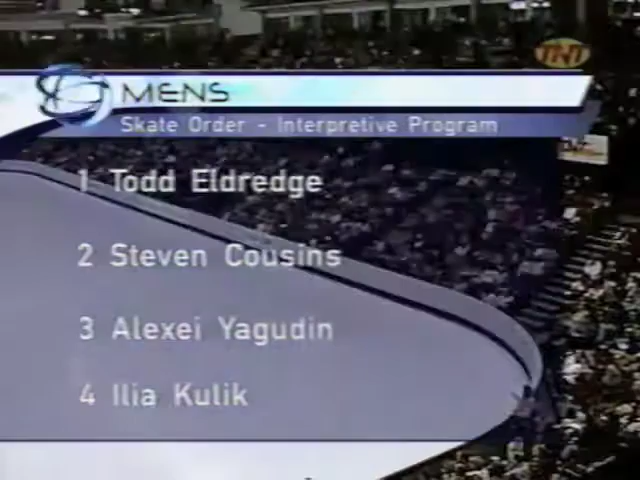 TNT
MENS
Skate Order - Interpretive Program
1 Todd Eldredge
2 Steven Cousins
3 Alexei Yagudin
4 Ilia Kulik